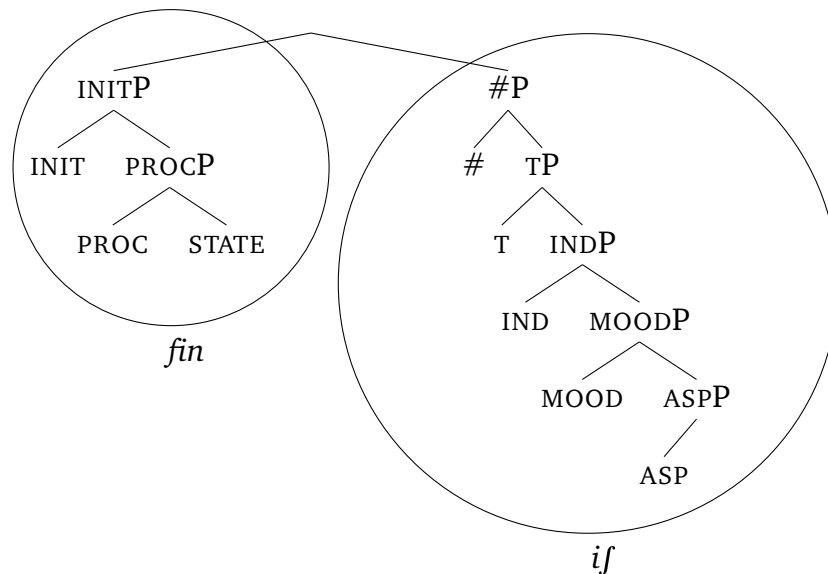 INITP #P
INIT PROCP # TP
PROC STATE T INDP
IND MOODP
fin
MOOD ASPP
ASP
iʃ